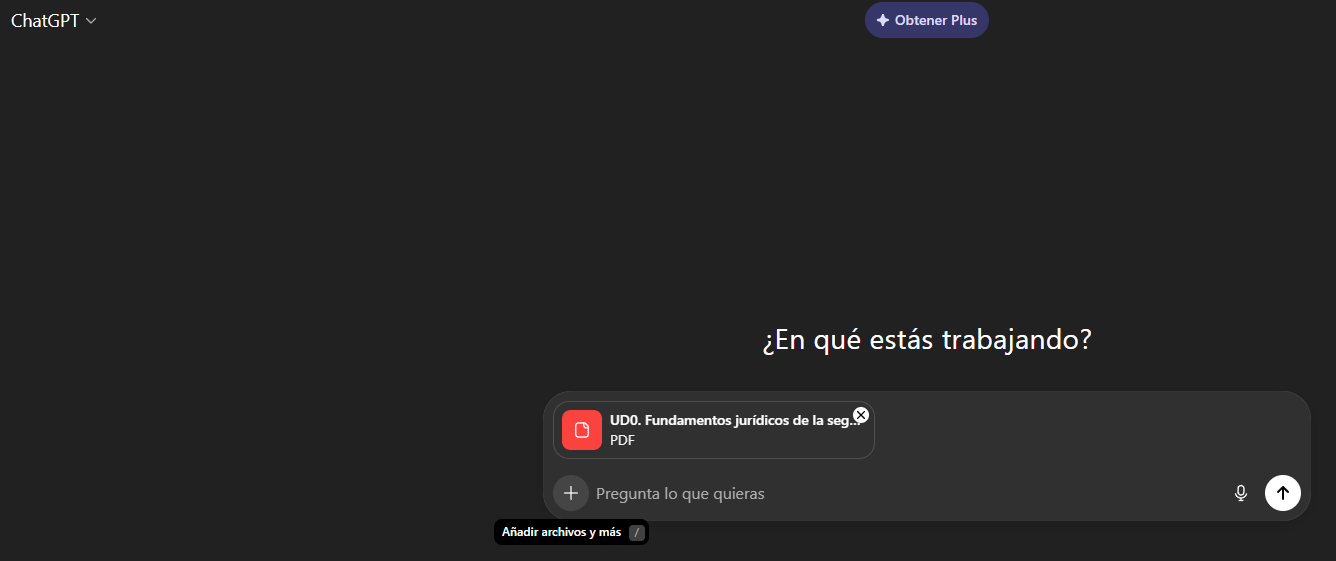 ChatGPT
Obtener Plus
¿En qué estás trabajando?
UD0. Fundamentos jurídicos de la seg...
PDF
Pregunta lo que quieras
Añadir archivos y más /